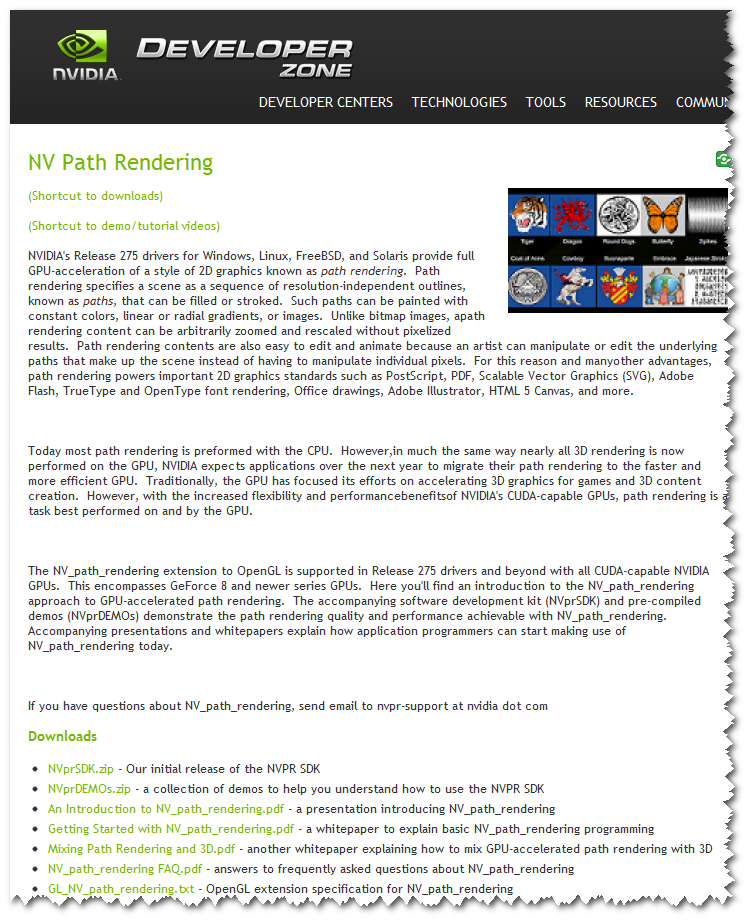 NVIDIA.
DEVELOPER
ZONE
DEVELOPER CENTERS TECHNOLOGIES TOOLS RESOURCES COMMUN
NV Path Rendering
(Shortcut to downloads)
(Shortcut to demo/tutorial videos)
Tiger Dragon Round Dogs Butterfly Spikes
Coat of Arms Cowboy Buonaparte Embrace Japanese Strok
NVIDIA's Release 275 drivers for Windows, Linux, FreeBSD, and Solaris provide full
GPU-acceleration of a style of 2D graphics known as path rendering. Path
rendering specifies a scene as a sequence of resolution-independent outlines,
known as paths, that can be filled or stroked. Such paths can be painted with
constant colors, linear or radial gradients, or images. Unlike bitmap images, apath
rendering content can be arbitrarily zoomed and rescaled without pixelized
results. Path rendering contents are also easy to edit and animate because an artist can manipulate or edit the underlying
paths that make up the scene instead of having to manipulate individual pixels. For this reason and manyother advantages,
path rendering powers important 2D graphics standards such as PostScript, PDF, Scalable Vector Graphics (SVG), Adobe
Flash, TrueType and OpenType font rendering, Office drawings, Adobe Illustrator, HTML 5 Canvas, and more.
Today most path rendering is preformed with the CPU. However,in much the same way nearly all 3D rendering is now
performed on the GPU, NVIDIA expects applications over the next year to migrate their path rendering to the faster and
more efficient GPU. Traditionally, the GPU has focused its efforts on accelerating 3D graphics for games and 3D content
creation. However, with the increased flexibility and performancebenefitsof NVIDIA's CUDA-capable GPUs, path rendering is a
task best performed on and by the GPU.
The NV_path_rendering extension to OpenGL is supported in Release 275 drivers and beyond with all CUDA-capable NVIDIA
GPUs. This encompasses GeForce 8 and newer series GPUs. Here you'll find an introduction to the NV_path_rendering
approach to GPU-accelerated path rendering. The accompanying software development kit (NVprSDK) and pre-compiled
demos (NVprDEMOs) demonstrate the path rendering quality and performance achievable with NV_path_rendering.
Accompanying presentations and whitepapers explain how application programmers can start making use of
NV_path_rendering today.
If you have questions about NV_path_rendering, send email to nvpr-support at nvidia dot com
Downloads
• NVprSDK.zip - Our initial release of the NVPR SDK
• NVprDEMOs.zip - a collection of demos to help you understand how to use the NVPR SDK
• An Introduction to NV_path_rendering.pdf - a presentation introducing NV_path_rendering
• Getting Started with NV_path_rendering.pdf - a whitepaper to explain basic NV_path_rendering programming
• Mixing Path Rendering and 3D.pdf - another whitepaper explaining how to mix GPU-accelerated path rendering with 3D
• NV_path_rendering FAQ.pdf - answers to frequently asked questions about NV_path_rendering
• GL_NV_path_rendering.txt - OpenGL extension specification for NV_path_rendering